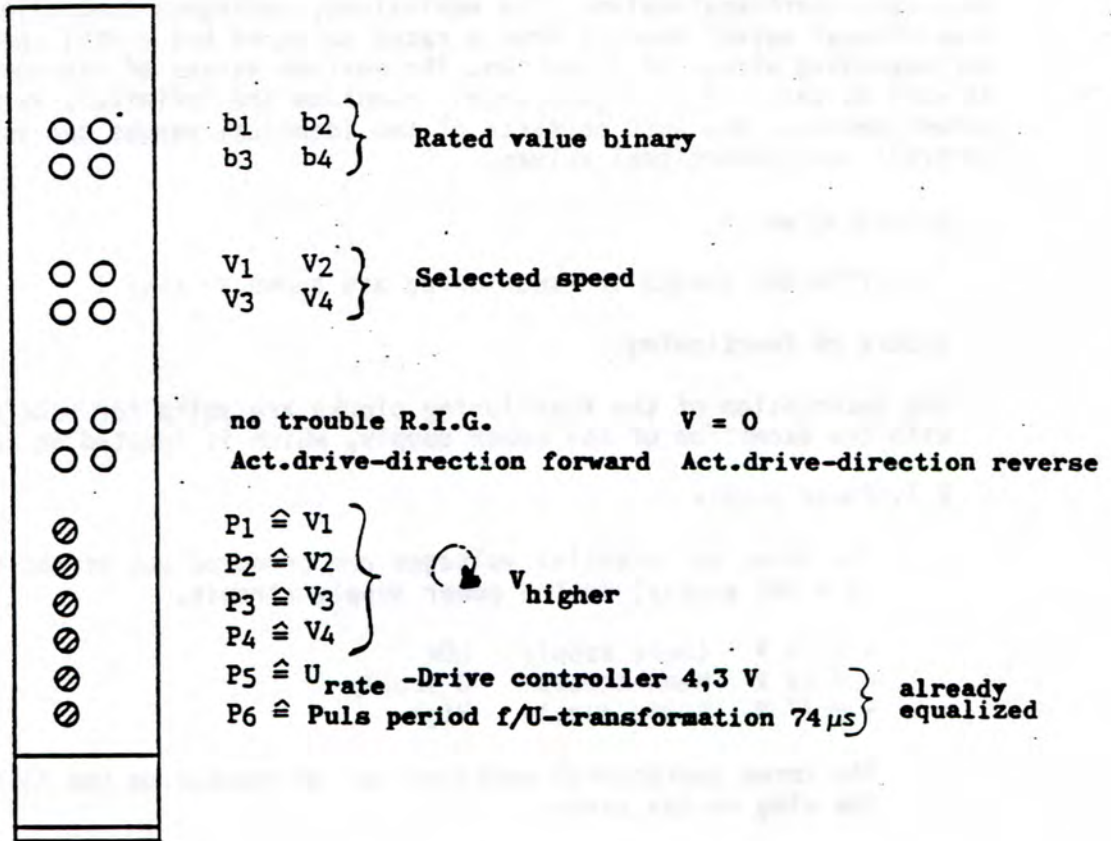 b1 b2
b3 b4
Rated value binary
V1 V2
V3 V4
Selected speed
no trouble R.I.G. V = 0
Act.drive-direction forward Act.drive-direction reverse
P1 ≙ V1
P2 ≙ V2
P3 ≙ V3
P4 ≙ V4
V higher
P5 ≙ U rate -Drive controller 4,3 V
P6 ≙ Puls period f/U-transformation 74 µs
already
equalized